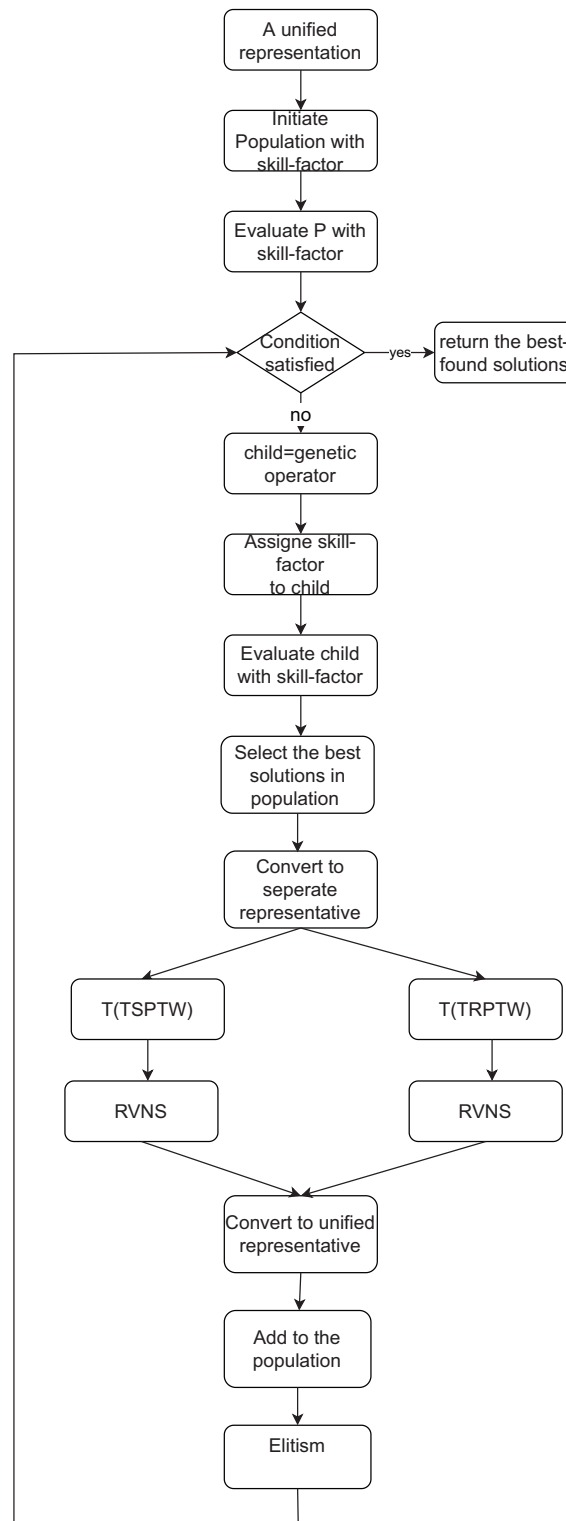 A unified
representation
Initiate
Population with
skill-factor
Evaluate P with
skill-factor
Condition
satisfied
yes
return the best-
found solutions
no
child=genetic
operator
Assigne skill-
factor
to child
Evaluate child
with skill-factor
Select the best
solutions in
population
Convert to
seperate
representative
T(TSPTW)
T(TRPTW)
RVNS
RVNS
Convert to unified
representative
Add to the
population
Elitism